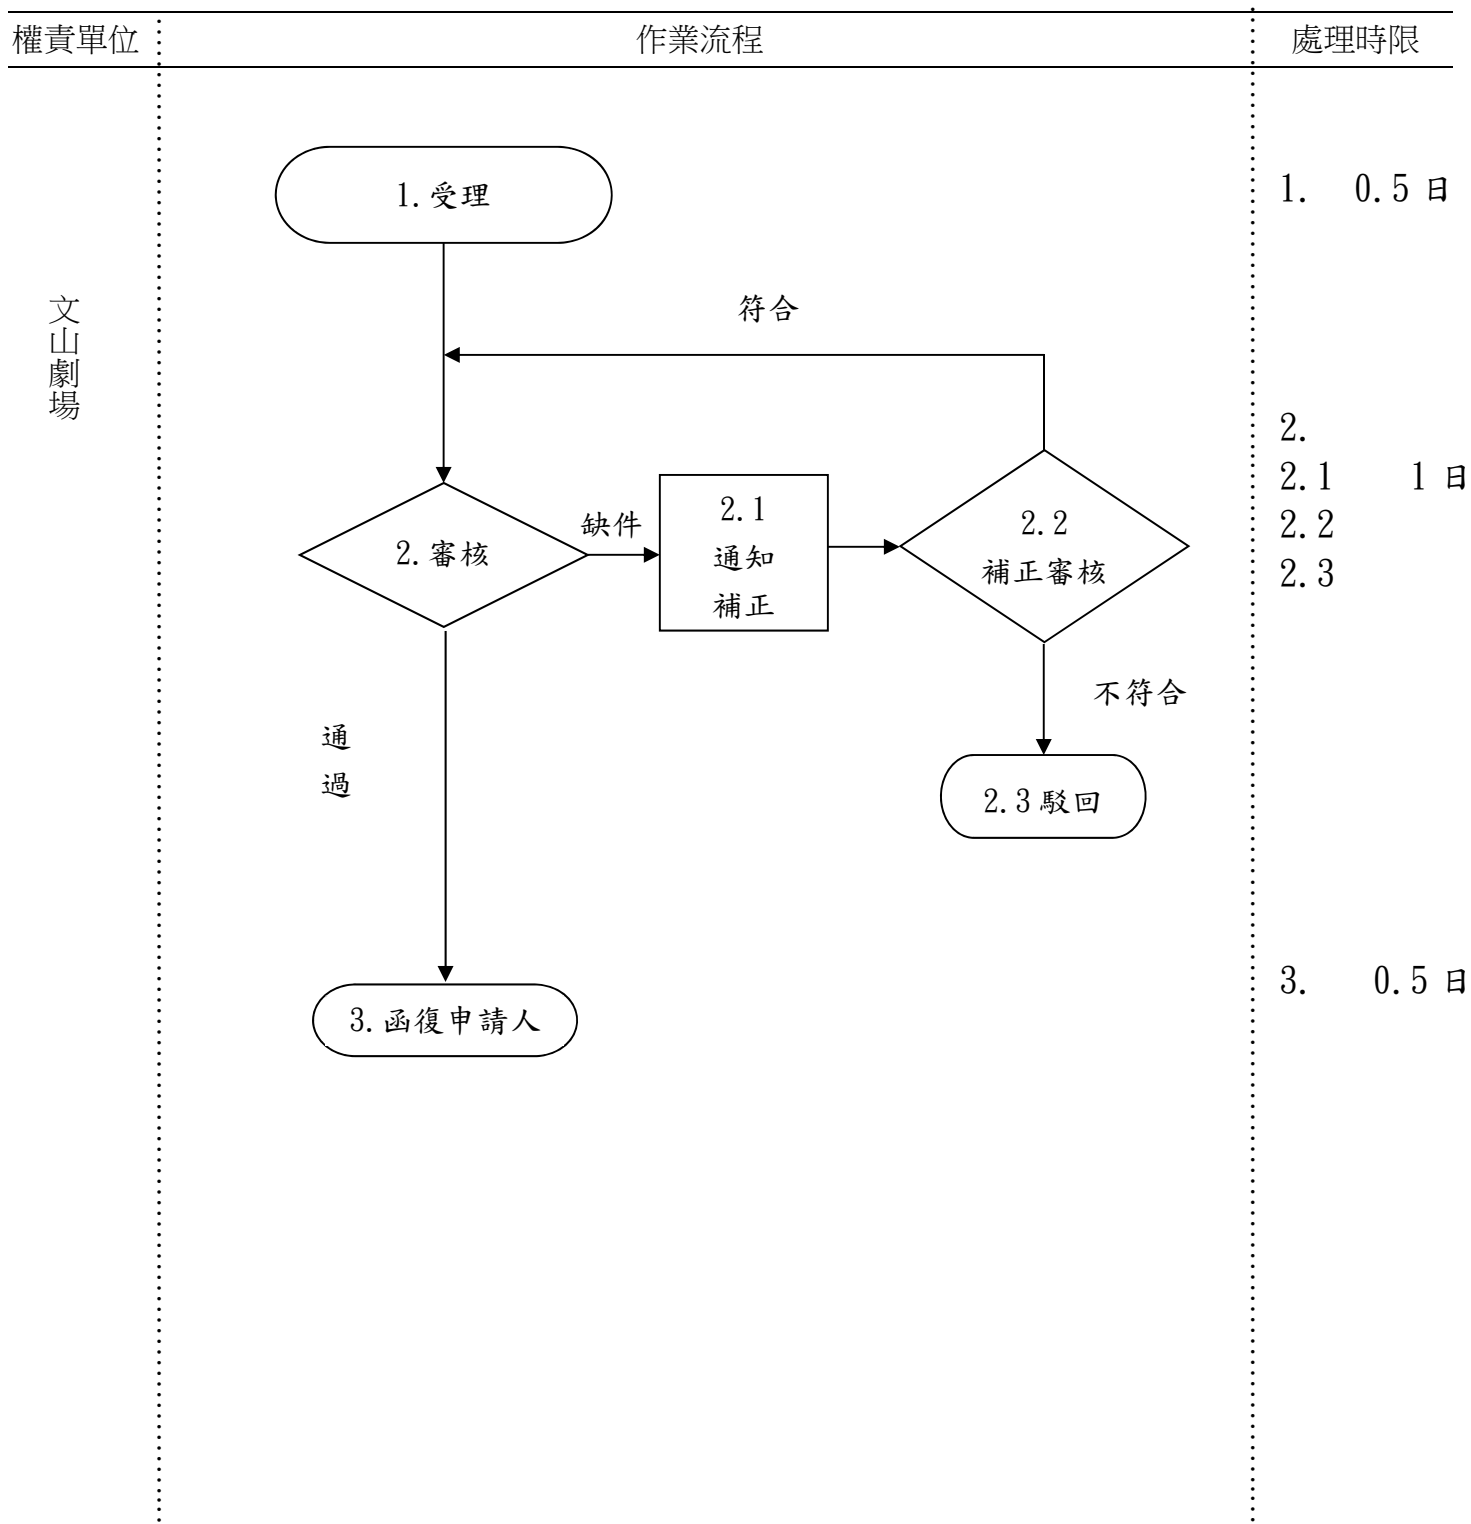 權責單位
作業流程
處理時限
文山劇場
1.受理
1. 0.5日
符合
2.審核
缺件
2.1
通知
補正
2.2
補正審核
2.
2.1 1日
2.2
2.3
通
過
不符合
2.3駁回
3.函復申請人
3. 0.5日